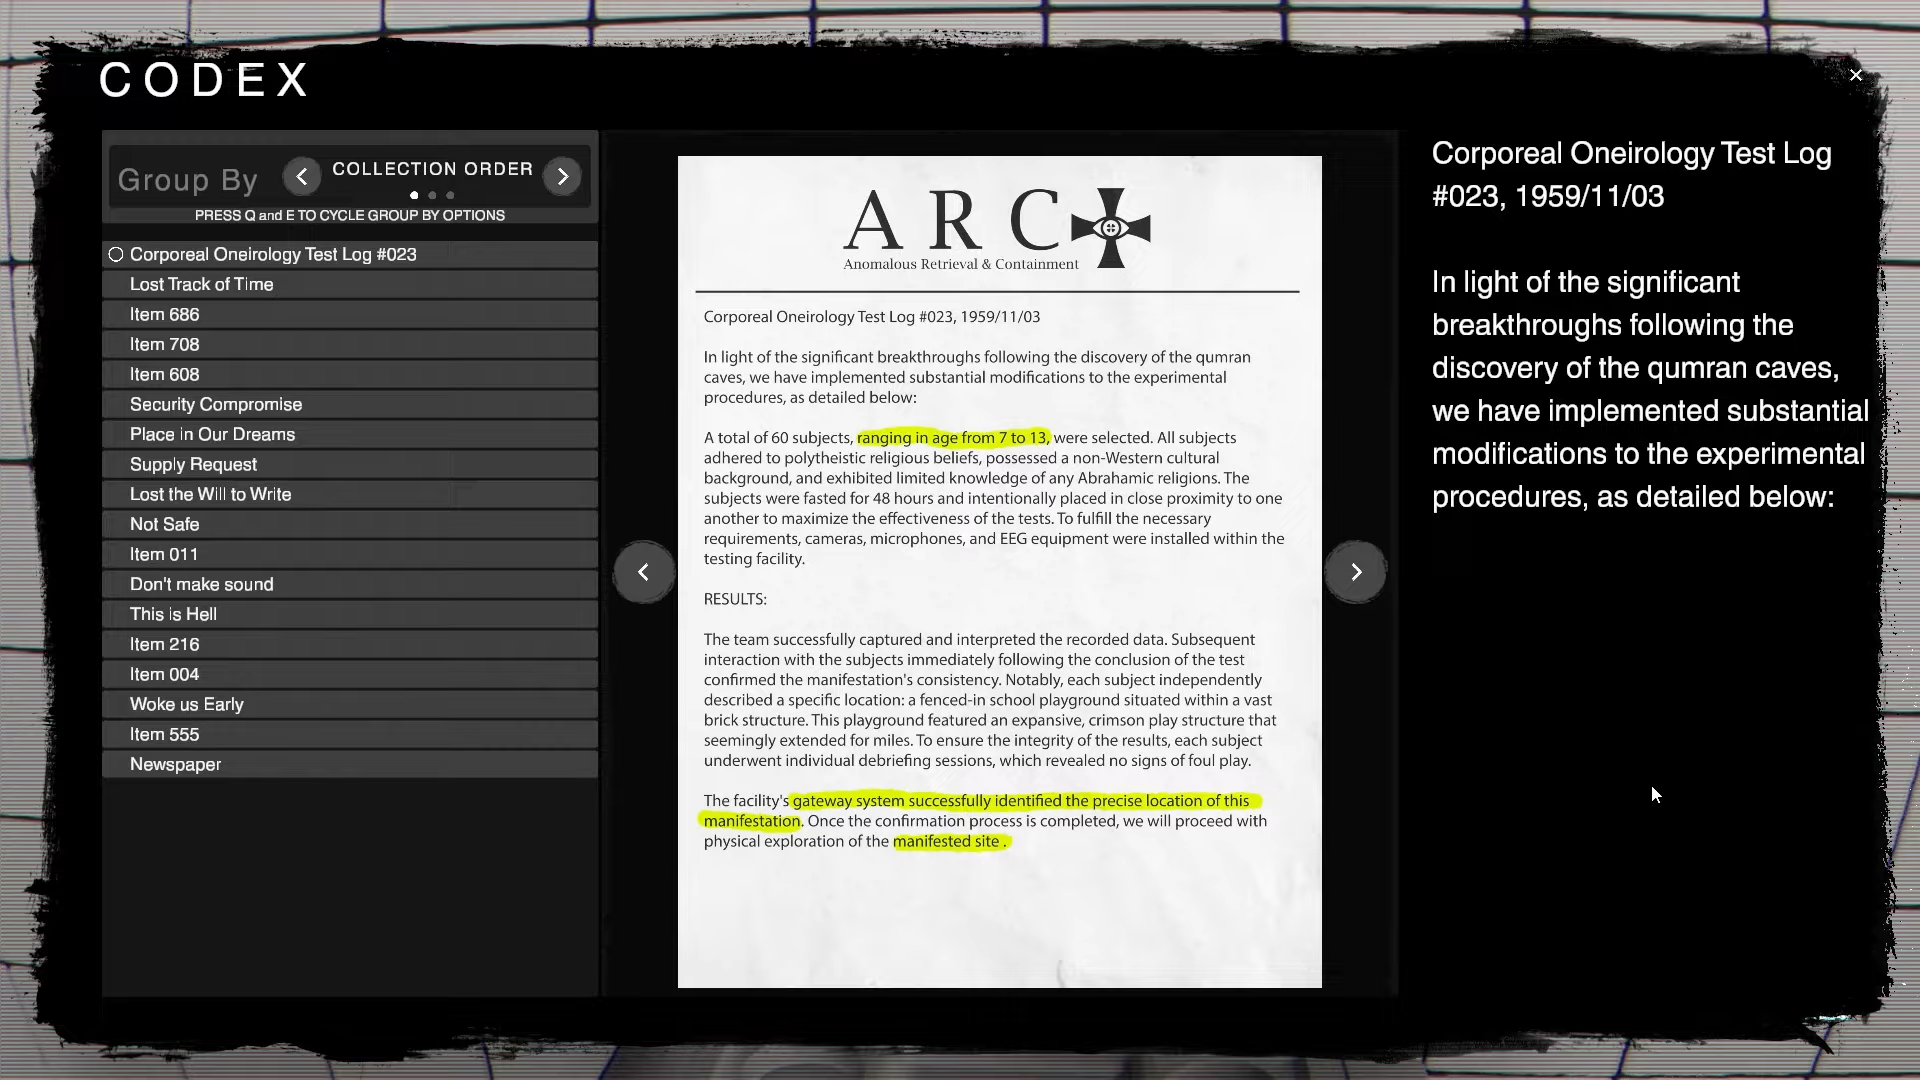 CODEX
Group By
COLLECTION ORDER
PRESS Q and E TO CYCLE GROUP BY OPTIONS
Corporeal Oneirology Test Log #023
Lost Track of Time
Item 686
Item 708
Item 608
Security Compromise
Place in Our Dreams
Supply Request
Lost the Will to Write
Not Safe
Item 011
Don't make sound
This is Hell
Item 216
Item 004
Woke us Early
Item 555
Newspaper
ARC
Anomalous Retrieval & Containment
Corporeal Oneirology Test Log #023, 1959/11/03
In light of the significant breakthroughs following the discovery of the qumran
caves, we have implemented substantial modifications to the experimental
procedures, as detailed below:
A total of 60 subjects, ranging in age from 7 to 13, were selected. All subjects
adhered to polytheistic religious beliefs, possessed a non-Western cultural
background, and exhibited limited knowledge of any Abrahamic religions. The
subjects were fasted for 48 hours and intentionally placed in close proximity to one
another to maximize the effectiveness of the tests. To fulfill the necessary
requirements, cameras, microphones, and EEG equipment were installed within the
testing facility.
RESULTS:
The team successfully captured and interpreted the recorded data. Subsequent
interaction with the subjects immediately following the conclusion of the test
confirmed the manifestation's consistency. Notably, each subject independently
described a specific location: a fenced-in school playground situated within a vast
brick structure. This playground featured an expansive, crimson play structure that
seemingly extended for miles. To ensure the integrity of the results, each subject
underwent individual debriefing sessions, which revealed no signs of foul play.
The facility's gateway system successfully identified the precise location of this
manifestation. Once the confirmation process is completed, we will proceed with
physical exploration of the manifested site .
Corporeal Oneirology Test Log
#023, 1959/11/03
In light of the significant
breakthroughs following the
discovery of the qumran caves,
we have implemented substantial
modifications to the experimental
procedures, as detailed below: